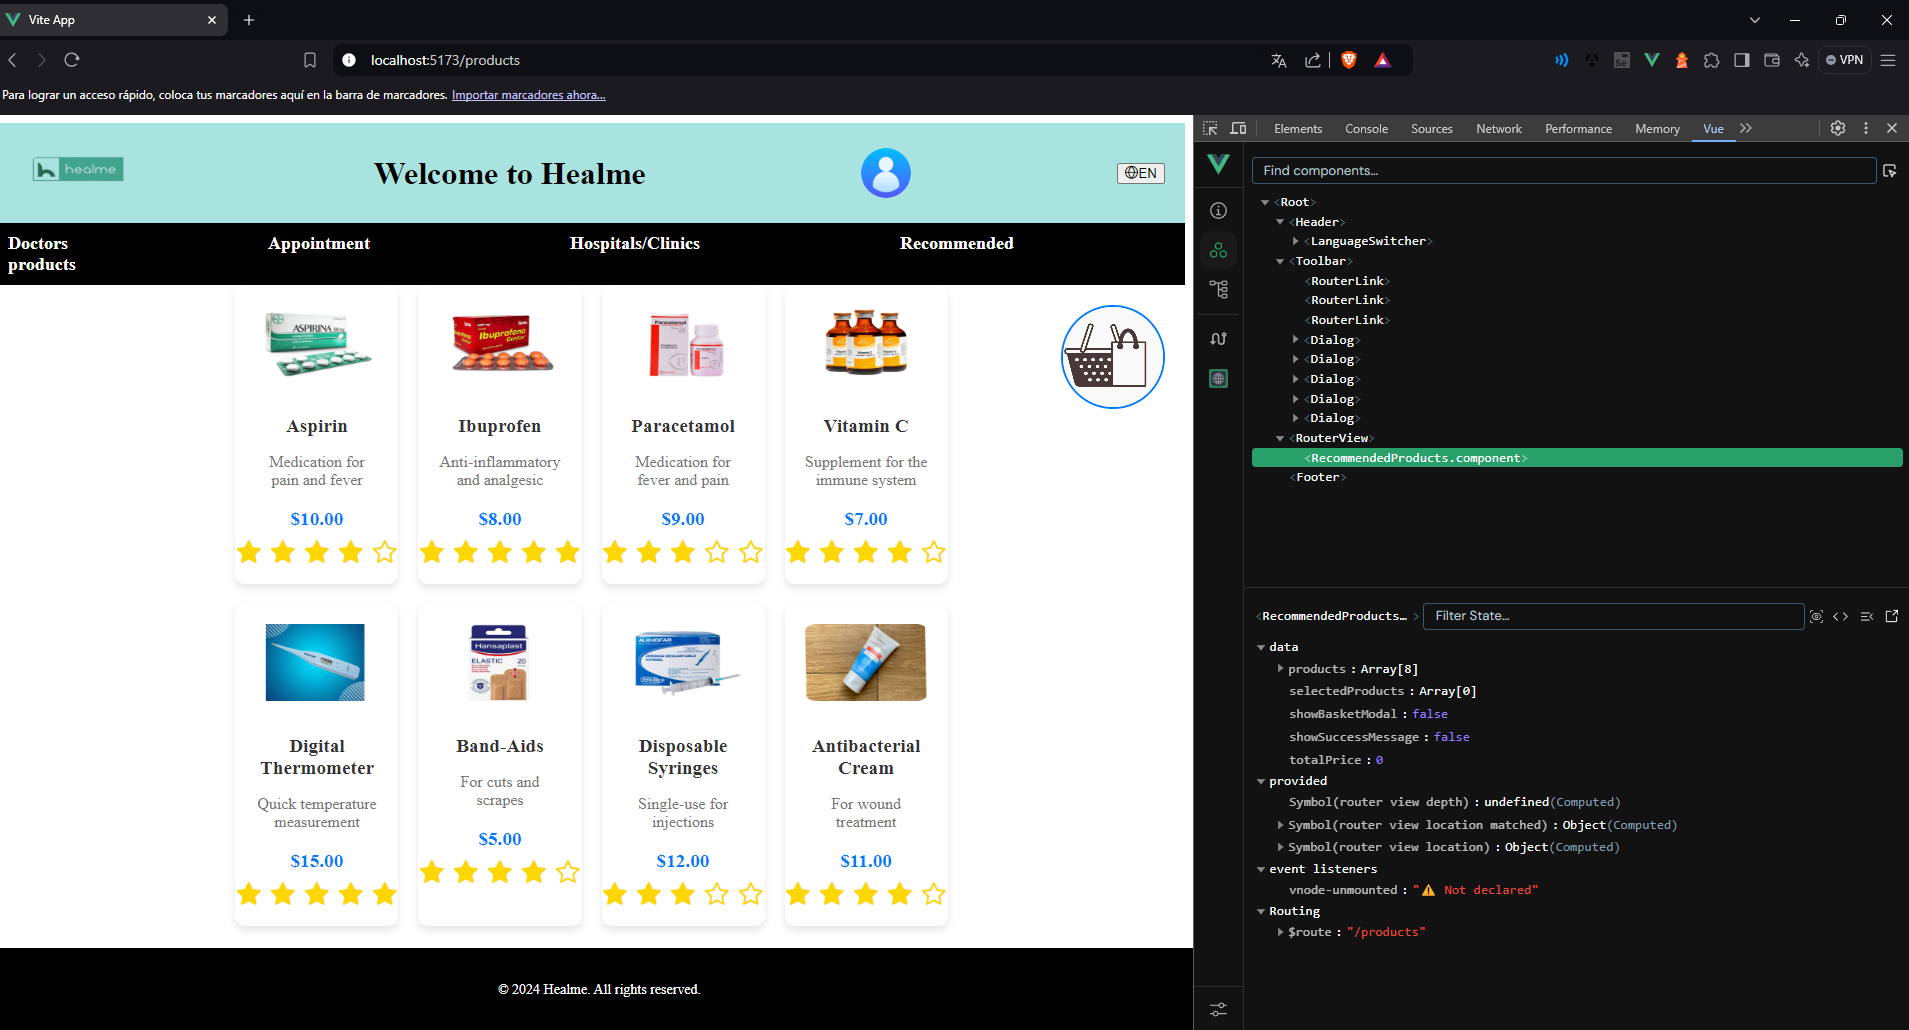 Vite App
localhost:5173/products
VPN
Para lograr un acceso rápido, coloca tus marcadores aquí en la barra de marcadores. Importar marcadores ahora...
healme
Welcome to Healme
EN
Doctors Appointment Hospitals/Clinics Recommended
products
ASPIRINA
Ibuprofeno
Genfar
Paracetamol
Aspirin
Medication for
pain and fever
$10.00
Ibuprofen
Anti-inflammatory
and analgesic
$8.00
Paracetamol
Medication for
fever and pain
$9.00
Vitamin C
Supplement for the
immune system
$7.00
Hansaplast
ELASTIC
20
Digital
Thermometer
Quick temperature
measurement
$15.00
Band-Aids
For cuts and
scrapes
$5.00
Disposable
Syringes
Single-use for
injections
$12.00
Antibacterial
Cream
For wound
treatment
$11.00
© 2024 Healme. All rights reserved.
Elements Console Sources Network Performance Memory Vue
Find components...
<Root>
<Header>
<LanguageSwitcher>
<Toolbar>
<RouterLink>
<RouterLink>
<RouterLink>
<Dialog>
<Dialog>
<Dialog>
<Dialog>
<Dialog>
<RouterView>
<RecommendedProducts.component>
<Footer>
<RecommendedProducts… > Filter State...
data
products : Array[8]
selectedProducts : Array[0]
showBasketModal : false
showSuccessMessage : false
totalPrice : 0
provided
Symbol(router view depth) : undefined(Computed)
Symbol(router view location matched) : Object(Computed)
Symbol(router view location) : Object(Computed)
event listeners
vnode-unmounted : "⚠️ Not declared"
Routing
$route : "/products"